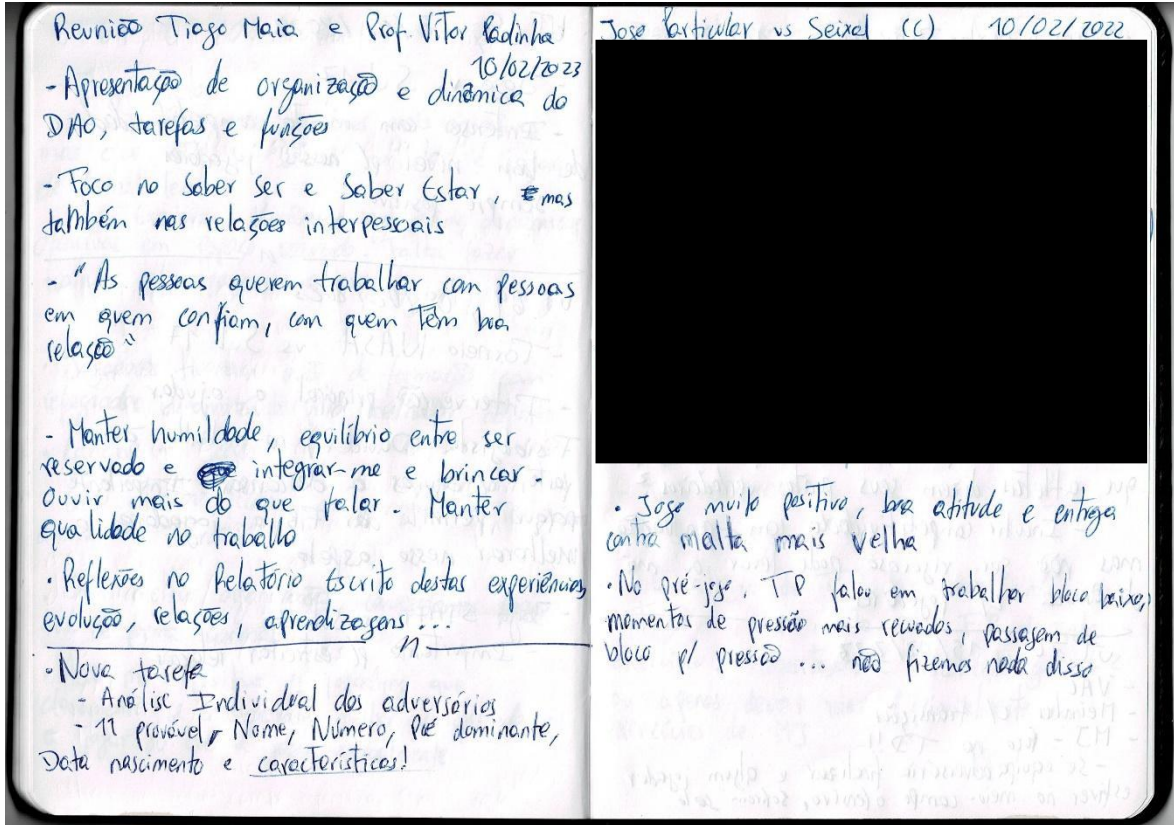 Reunião Tiago Maia e Prof. Vítor Padinha
10/02/2023
- Apresentação de organização e dinâmica do
DAO, tarefas e funções
- Foco no Saber Ser e Saber Estar, mas
também nas relações interpessoais
- "As pessoas querem trabalhar com pessoas
em quem confiam, com quem têm boa
relação"
- Manter humildade, equilíbrio entre ser
reservado e integrar-me e brincar.
Ouvir mais do que falar. Manter
qualidade no trabalho
• Reflexões no Relatório Escrito destas experiências,
evolução, relações, aprendizagens...
• Nova tarefa
- Análise Individual dos adversários
- 11 provável, Nome, Número, Pé dominante,
Data nascimento e características!
Jogo Particular vs Seixal (C) 10/02/2022
• Jogo muito positivo, boa atitude e entrega
contra malta mais velha
• No pré-jogo, TP falou em trabalhar bloco baixo,
momentos de pressão mais recuados, passagem de
bloco p/ pressão... não fizemos nada disso